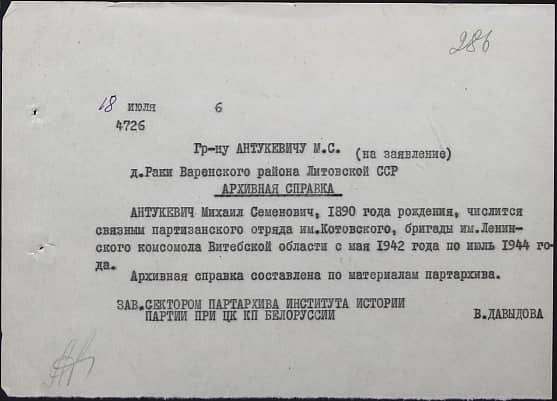 286
18 июля 6
4726
Гр-ну АНТУКЕВИЧУ М.С. (на заявление)
д.Раки Варенского района Литовской ССР
АРХИВНАЯ СПРАВКА
АНТУКЕВИЧ Михаил Семенович, 1890 года рождения, числится
связным партизанского отряда им.Котовского, бригады им.Ленин-
ского комсомола Витебской области с мая 1942 года по июль 1944 го-
да.
Архивная справка составлена по материалам партархива.
ЗАВ.СЕКТОРОМ ПАРТАРХИВА ИНСТИТУТА ИСТОРИИ
ПАРТИИ ПРИ ЦК КП БЕЛОРУССИИ В.ДАВЫДОВА